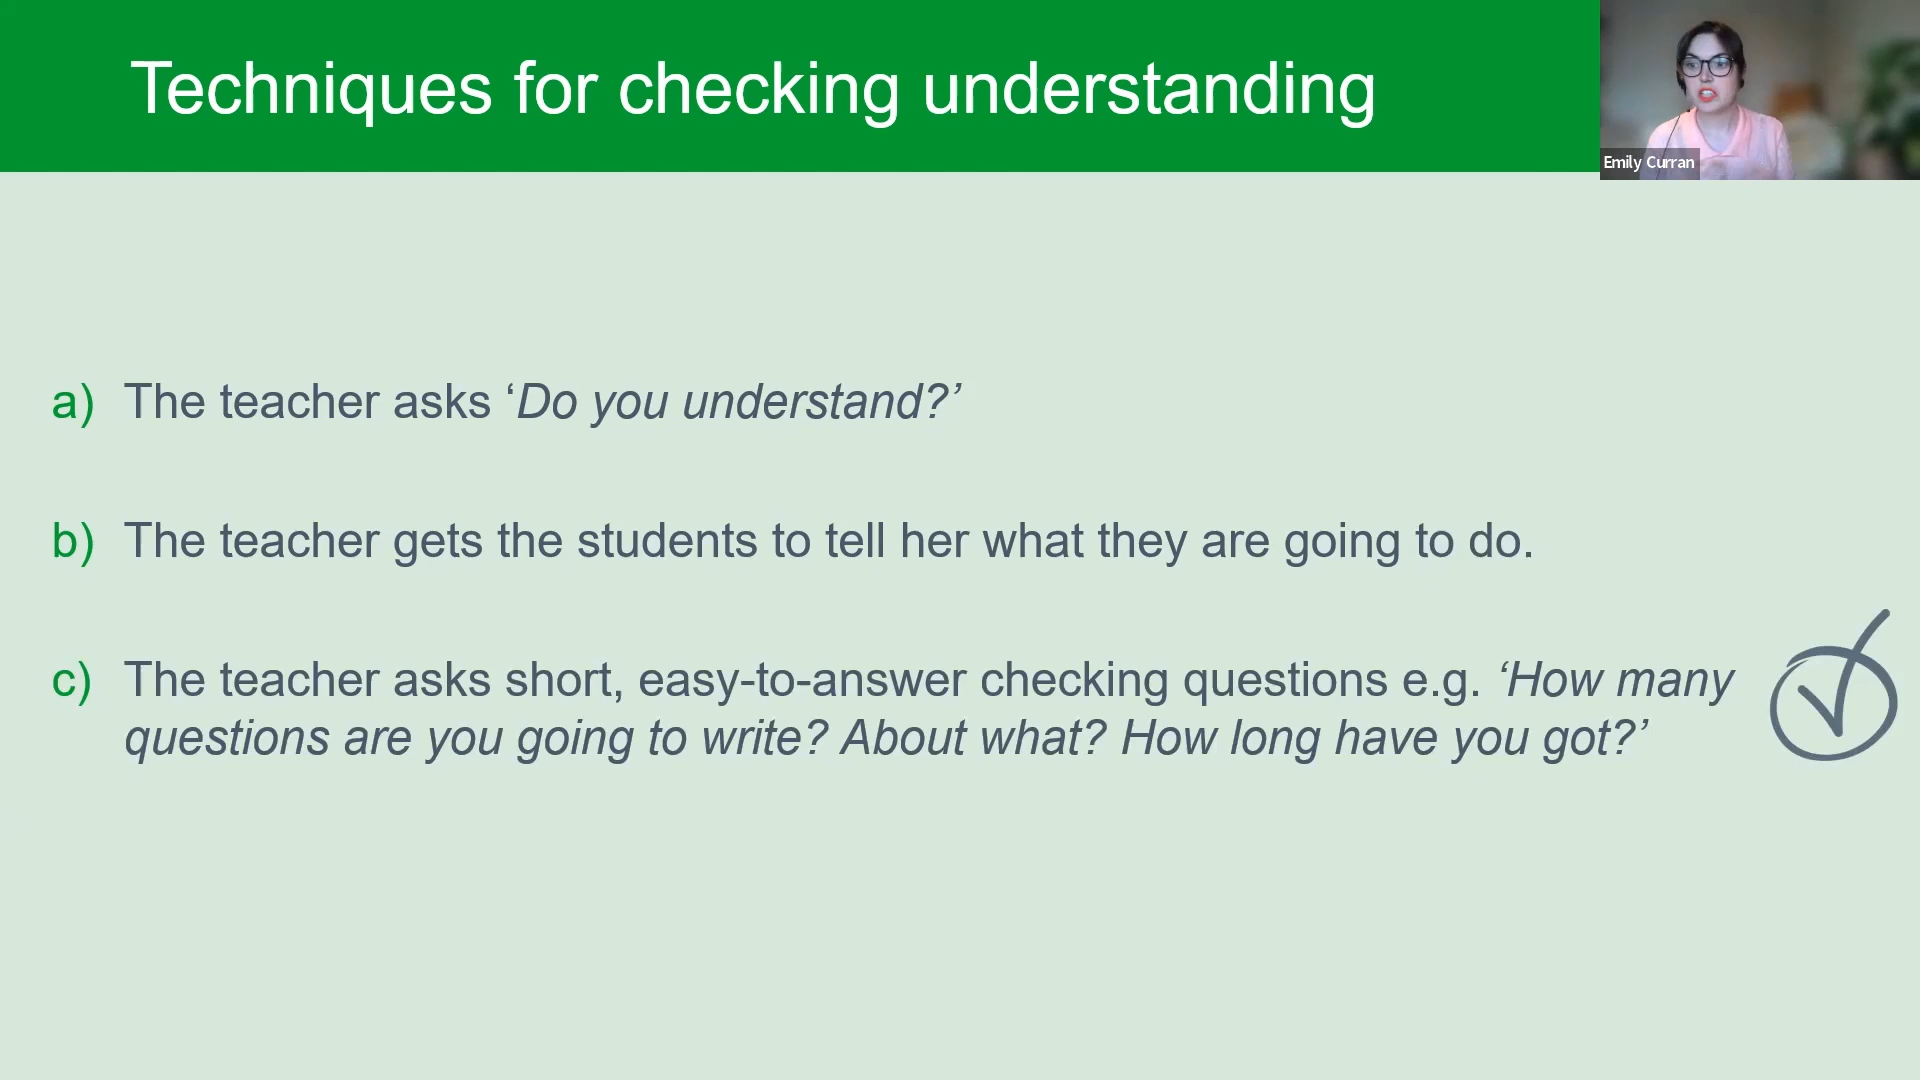 Techniques for checking understanding
Emily Curran
a) The teacher asks ‘Do you understand?’
b) The teacher gets the students to tell her what they are going to do.
c) The teacher asks short, easy-to-answer checking questions e.g. ‘How many
questions are you going to write? About what? How long have you got?’